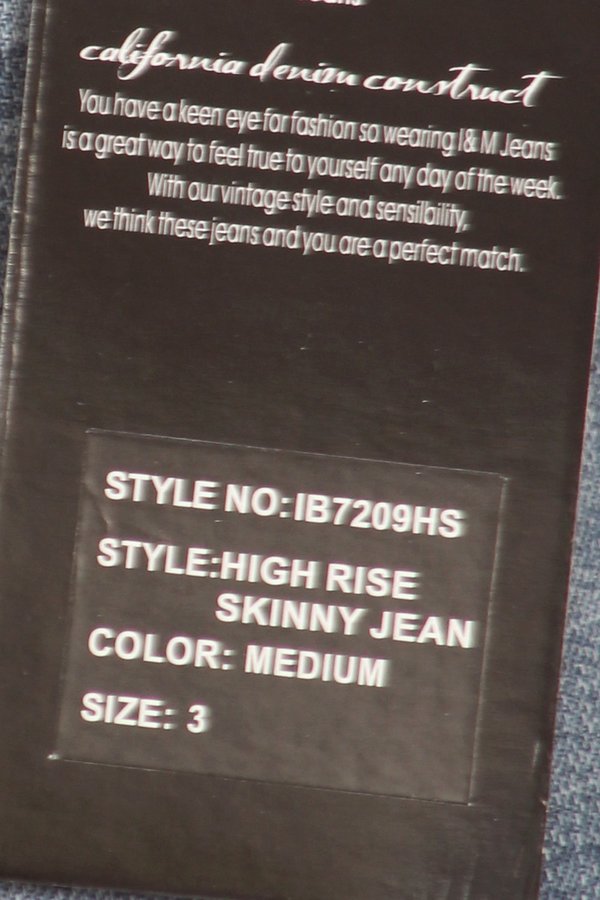 california denim construct
You have a keen eye for fashion so wearing I & M Jeans
is a great way to feel true to yourself any day of the week.
With our vintage style and sensilbility,
we think these jeans and you are a perfect match.
STYLE NO: IB7209HS
STYLE: HIGH RISE
SKINNY JEAN
COLOR: MEDIUM
SIZE: 3